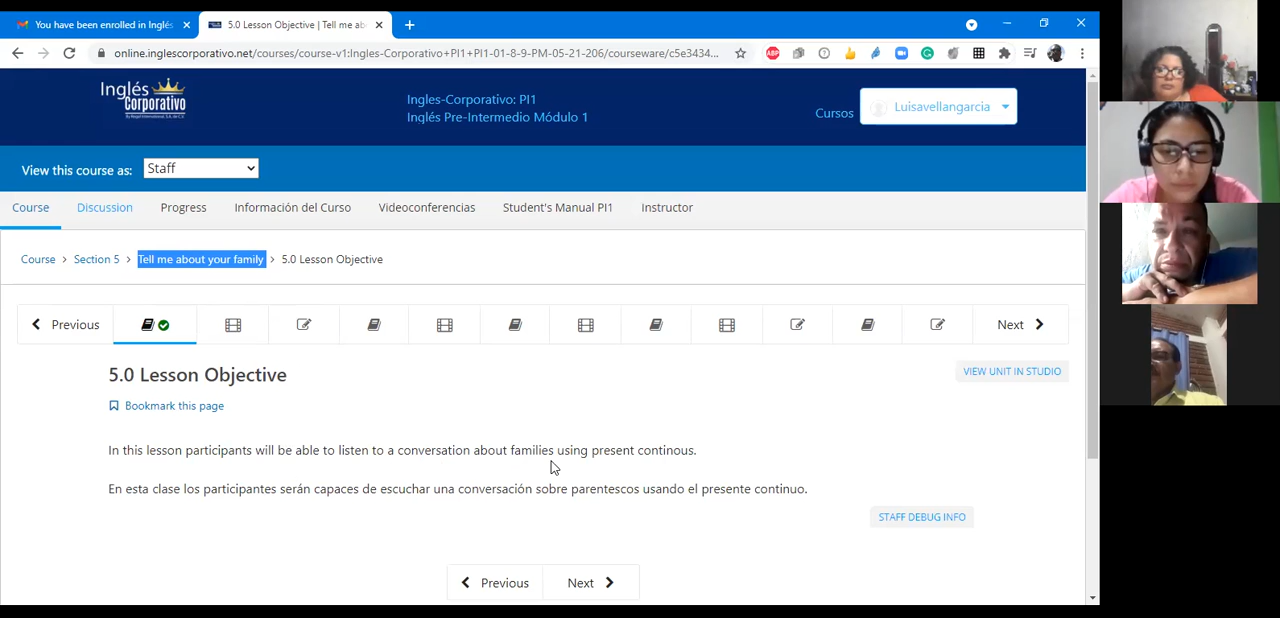 You have been enrolled in Inglés
5.0 Lesson Objective | Tell me ab
online.inglescorporativo.net/courses/course-v1:Ingles-Corporativo+PI1+PI1-01-8-9-PM-05-21-206/courseware/c5e3434...
Inglés
Corporativo
Ingles-Corporativo: PI1
Inglés Pre-Intermedio Módulo 1
Cursos
Luisavellangarcia
View this course as:
Staff
Course
Discussion
Progress
Información del Curso
Videoconferencias
Student's Manual PI1
Instructor
Course > Section 5 > Tell me about your family > 5.0 Lesson Objective
Previous
Next
5.0 Lesson Objective
VIEW UNIT IN STUDIO
Bookmark this page
In this lesson participants will be able to listen to a conversation about families using present continous.
En esta clase los participantes serán capaces de escuchar una conversación sobre parentescos usando el presente continuo.
STAFF DEBUG INFO
Previous
Next